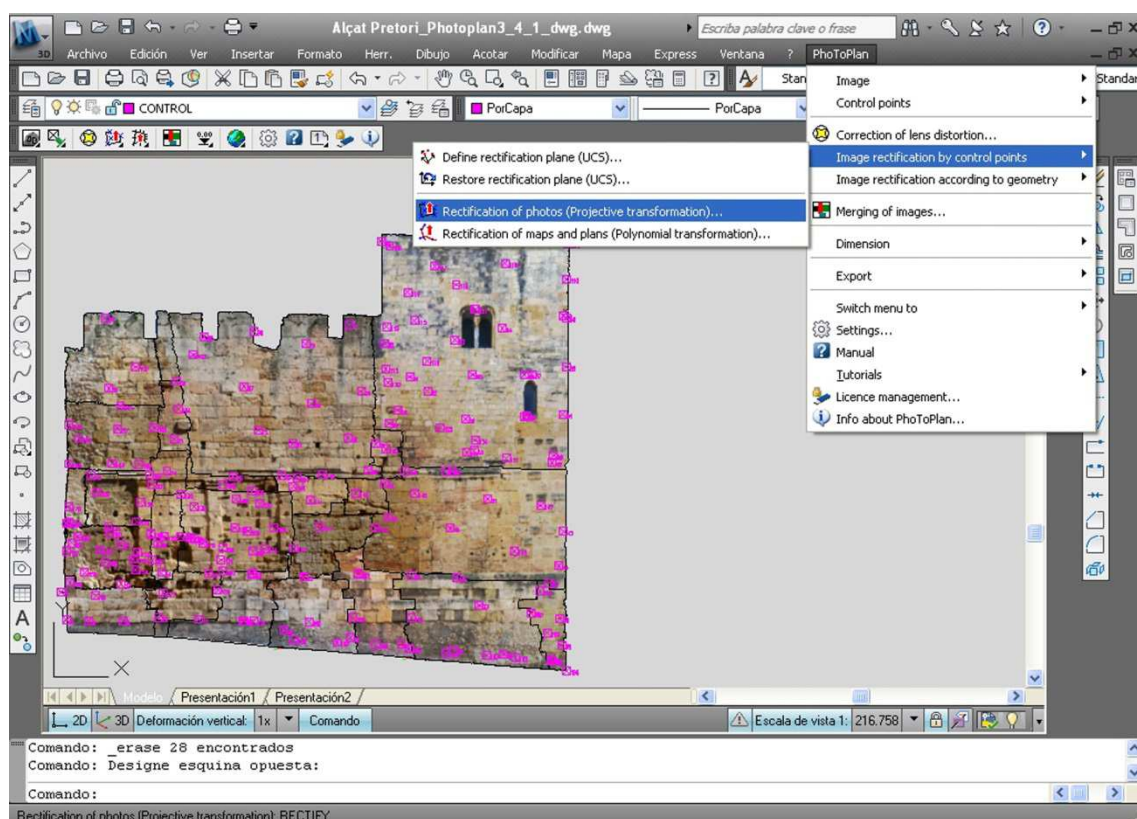 Alçat Pretori_Photoplan3_4_1_dwg.dwg
Escriba palabra clave o frase
3D Archivo Edición Ver Insertar Formato Herr. Dibujo Acotar Modificar Mapa Express Ventana ? PhoToPlan
Stan
Standar
CONTROL
PorCapa
PorCapa
Image
Control points
Correction of lens distortion...
Image rectification by control points
Image rectification according to geometry
Merging of images...
Dimension
Export
Switch menu to
Settings...
Manual
Tutorials
Licence management...
Info about PhoToPlan...
Define rectification plane (UCS)...
Restore rectification plane (UCS)...
Rectification of photos (Projective transformation)...
Rectification of maps and plans (Polynomial transformation)...
Y
X
Modelo Presentación1 Presentación2
2D 3D Deformación vertical: 1x Comando
Escala de vista 1: 216.758
Comando: _erase 28 encontrados
Comando: Designe esquina opuesta:
Comando:
Rectification of photos (Projective transformation): RECTIFY